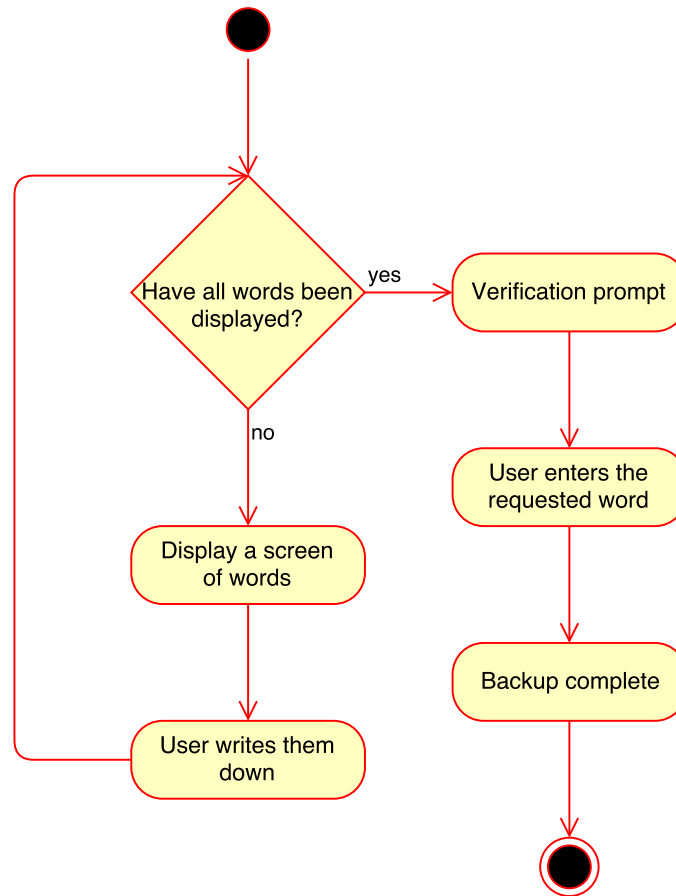 Have all words been
displayed?
yes
no
Verification prompt
User enters the
requested word
Display a screen
of words
Backup complete
User writes them
down